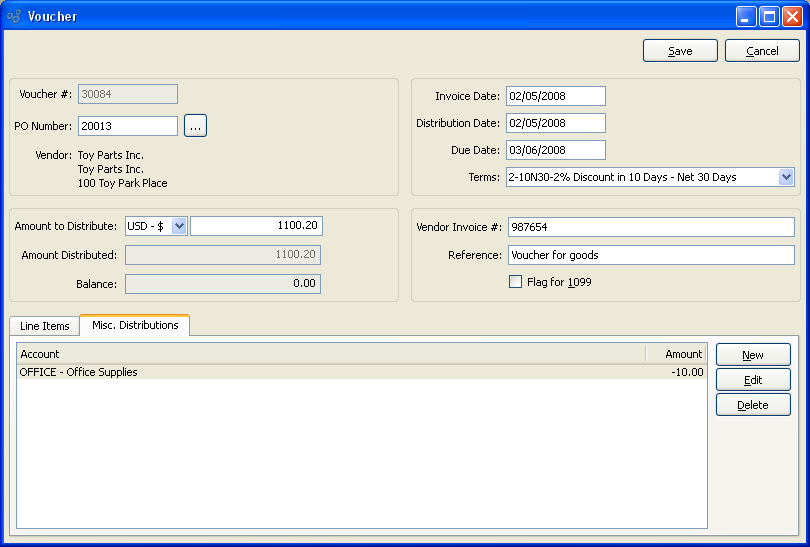 Voucher
Save Cancel
Voucher #: 30084
PO Number: 20013 ...
Vendor: Toy Parts Inc.
Toy Parts Inc.
100 Toy Park Place
Invoice Date: 02/05/2008
Distribution Date: 02/05/2008
Due Date: 03/06/2008
Terms: 2-10N30-2% Discount in 10 Days - Net 30 Days
Amount to Distribute: USD - $ 1100.20
Amount Distributed: 1100.20
Balance: 0.00
Vendor Invoice #: 987654
Reference: Voucher for goods
Flag for 1099
Line Items Misc. Distributions
Account Amount
OFFICE - Office Supplies -10.00
New
Edit
Delete